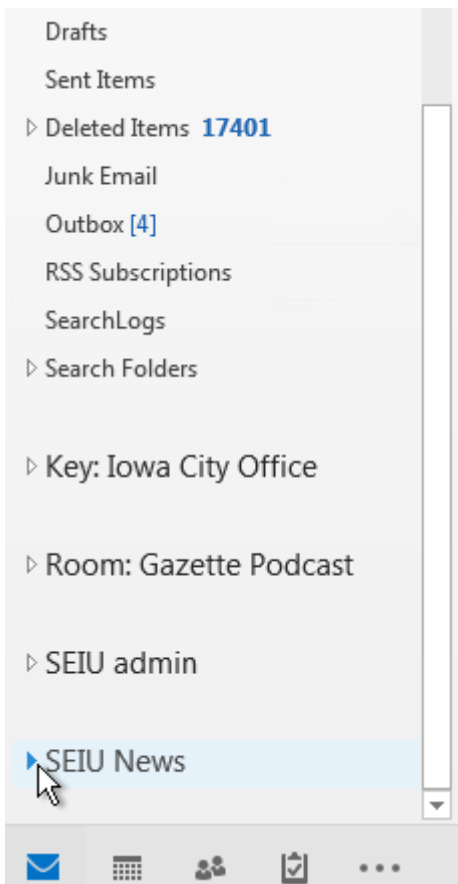 Drafts
Sent Items
Deleted Items 17401
Junk Email
Outbox [4]
RSS Subscriptions
SearchLogs
Search Folders
Key: Iowa City Office
Room: Gazette Podcast
SEIU admin
SEIU News